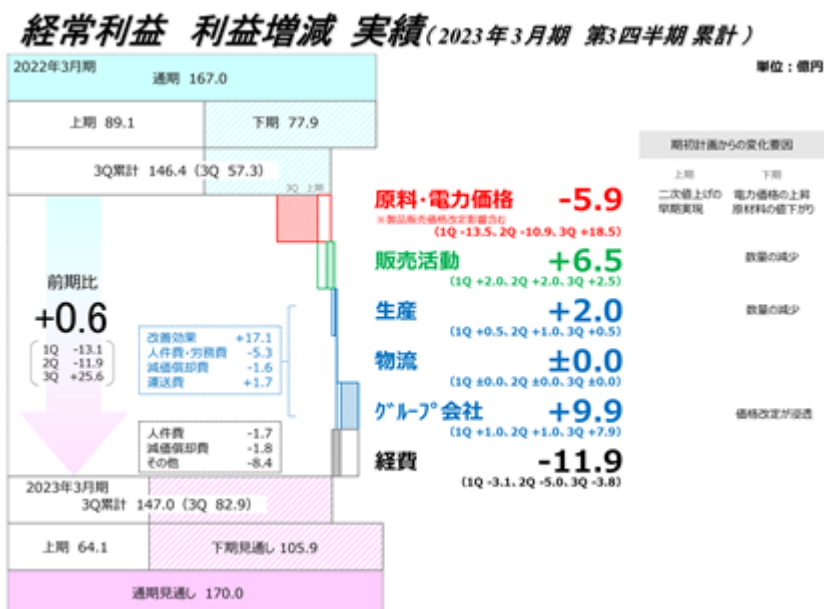 経常利益 利益増減 実績(2023年3月期 第3四半期 累計)
単位:億円
2022年3月期
通期 167.0
上期 89.1
下期 77.9
3Q累計 146.4(3Q 57.3)
3Q 上期
期初計画からの変化要因
上期
下期
原料・電力価格 -5.9
※製品販売価格改定影響含む
(1Q -13.5、2Q -10.9、3Q +18.5)
二次値上げの
早期実現
電力価格の上昇
原材料の値下がり
販売活動 +6.5
(1Q +2.0、2Q +2.0、3Q +2.5)
数量の減少
前期比
+0.6
1Q -13.1
2Q -11.9
3Q +25.6
生産 +2.0
(1Q +0.5、2Q +1.0、3Q +0.5)
数量の減少
改善効果 +17.1
人件費・労務費 -5.3
減価償却費 -1.6
運送費 +1.7
物流 ±0.0
(1Q ±0.0、2Q ±0.0、3Q ±0.0)
グループ会社 +9.9
(1Q +1.0、2Q +1.0、3Q +7.9)
価格改定が浸透
人件費 -1.7
減価償却費 -1.8
その他 -8.4
経費 -11.9
(1Q -3.1、2Q -5.0、3Q -3.8)
2023年3月期
3Q累計 147.0(3Q 82.9)
上期 64.1
下期見通し 105.9
通期見通し 170.0